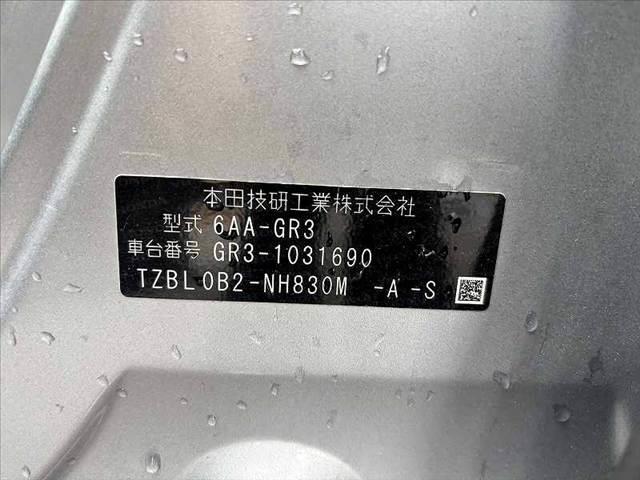 本田技研工業株式会社
型式 6AA-GR3
車台番号 GR3-1031690
TZBL0B2-NH830M -A -S